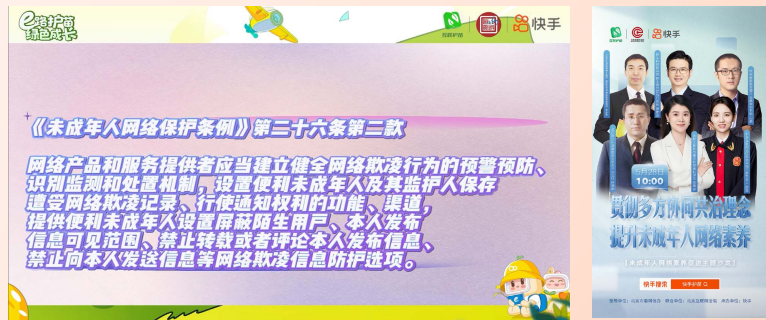 e路护苗
绿色成长
快手
《未成年人网络保护条例》第二十六条第二款
网络产品和服务提供者应当建立健全网络欺凌行为的预警预防、
识别监测和处置机制，设置便利未成年人及其监护人保存
遭受网络欺凌记录、行使通知权利的功能、渠道，
提供便利未成年人设置屏蔽陌生用户、本人发布
信息可见范围、禁止转载或者评论本人发布信息、
禁止向本人发送信息等网络欺凌信息防护选项。
快手
5月28日
10:00
贯彻多方协同共治理念
提升未成年人网络素养
快手搜索
快手护苗